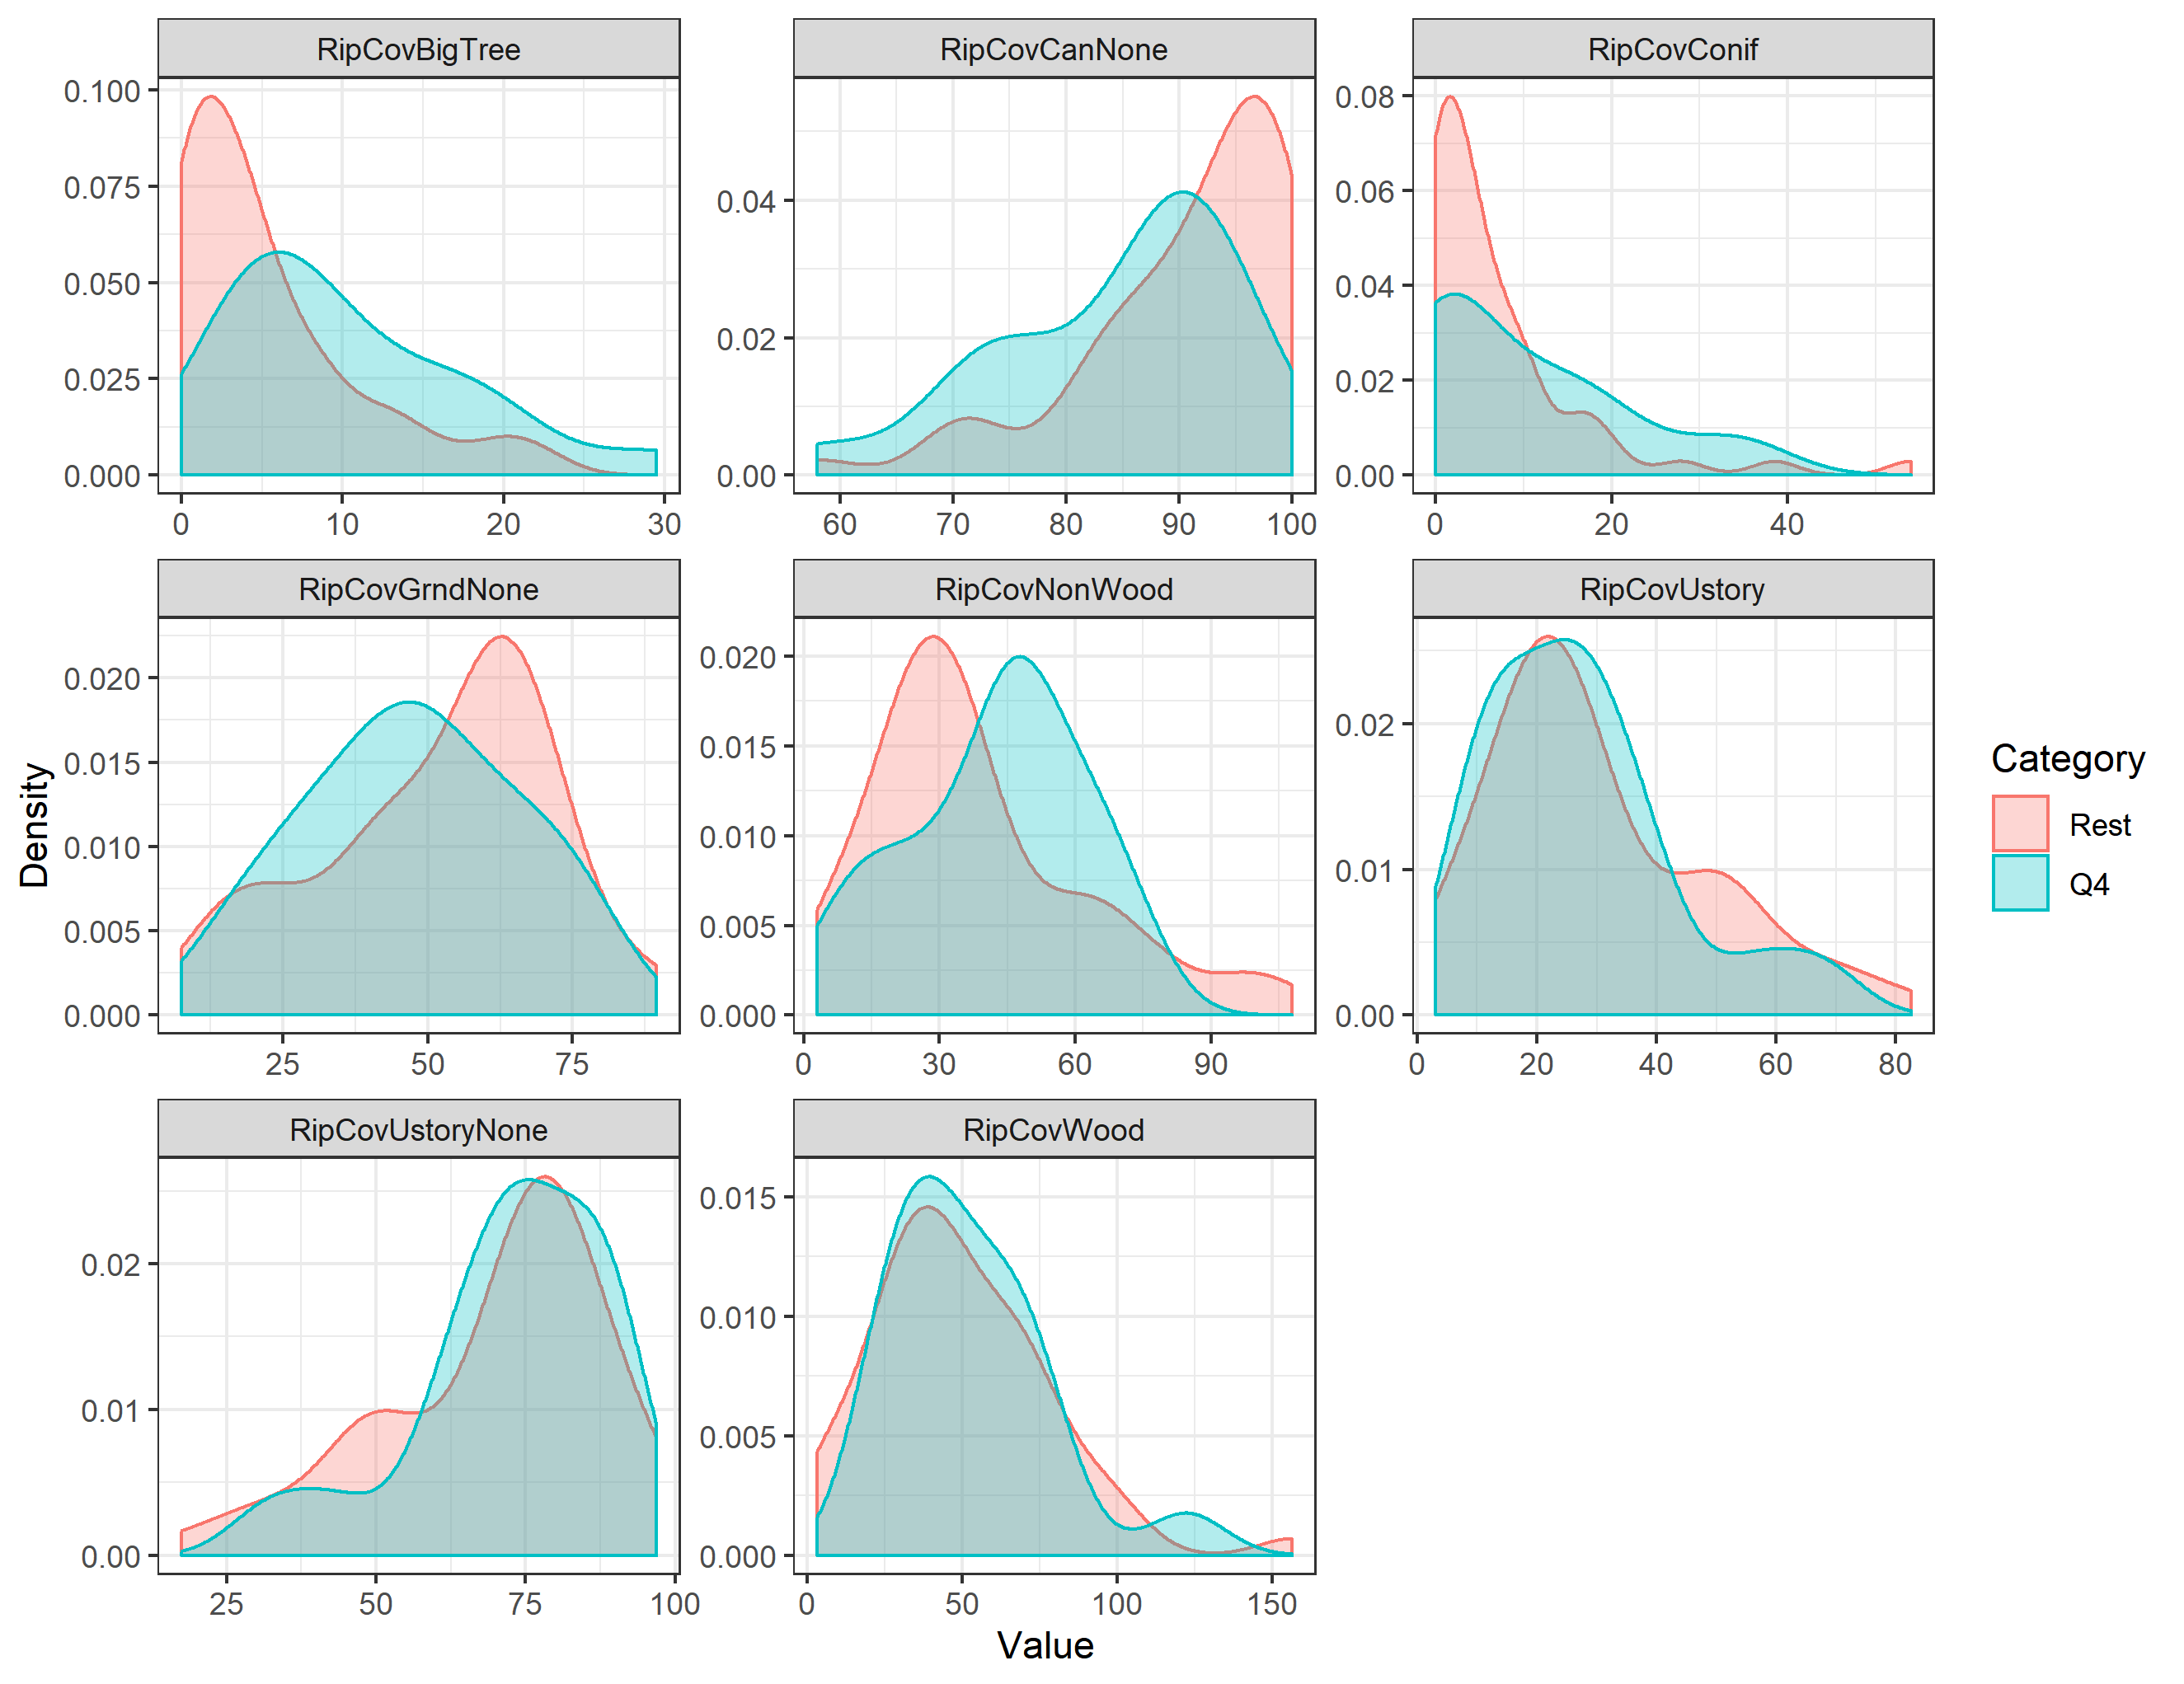 RipCovBigTree RipCovCanNone RipCovConif
0.100
0.075
0.050
0.025
0.000
0.04
0.02
0.00
0.08
0.06
0.04
0.02
0.00
0 10 20 30
60 70 80 90 100
0 20 40
RipCovGrndNone RipCovNonWood RipCovUstory
0.020
0.015
0.010
0.005
0.000
0.020
0.015
0.010
0.005
0.000
0.02
0.01
0.00
25 50 75
0 30 60 90
0 20 40 60 80
RipCovUstoryNone RipCovWood
0.02
0.01
0.00
0.015
0.010
0.005
0.000
25 50 75 100
0 50 100 150
Density
Value
Category
Rest
Q4